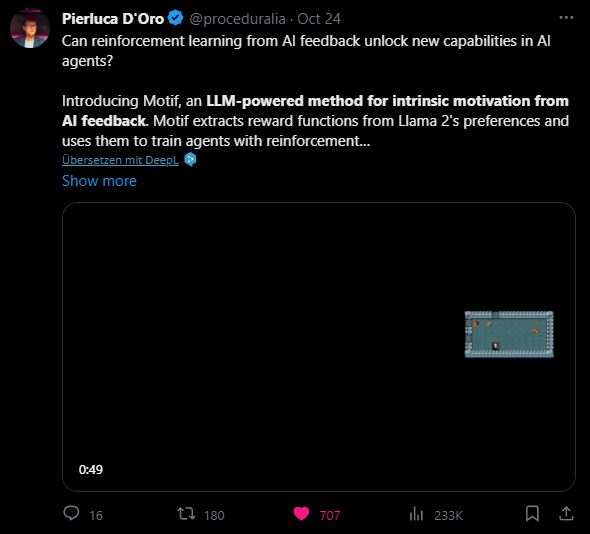 Pierluca D'Oro @proceduralia · Oct 24
Can reinforcement learning from AI feedback unlock new capabilities in AI
agents?
Introducing Motif, an LLM-powered method for intrinsic motivation from
AI feedback. Motif extracts reward functions from Llama 2's preferences and
uses them to train agents with reinforcement...
Übersetzen mit DeepL
Show more
0:49
16 180 707 233K